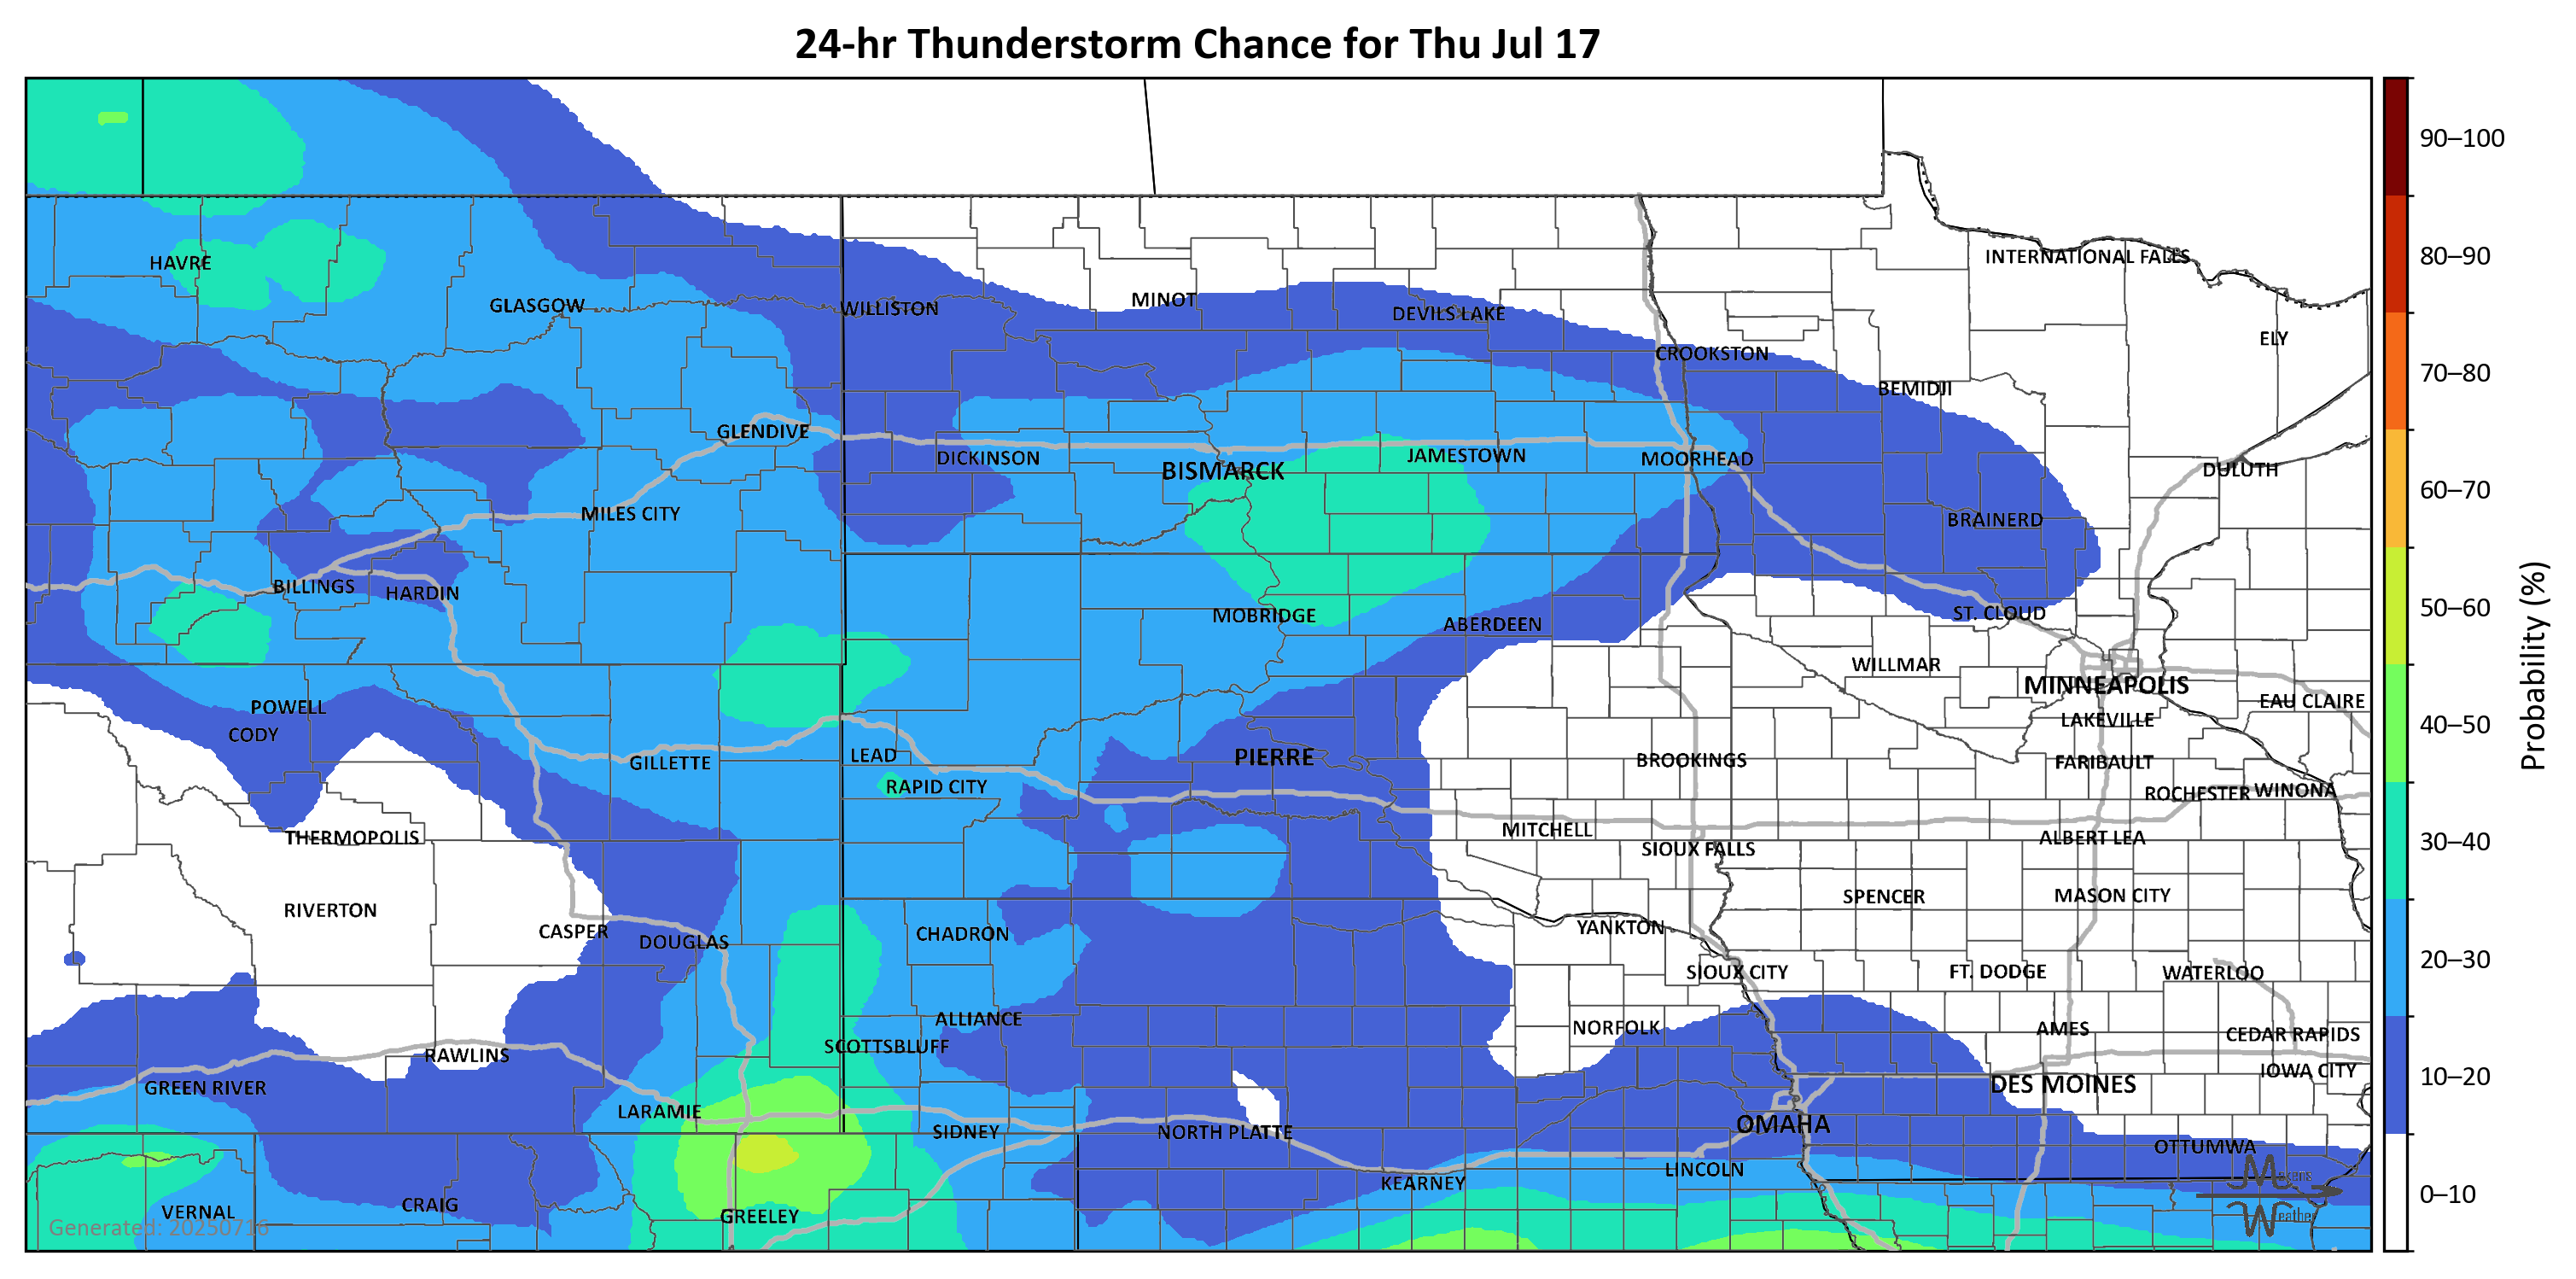 24-hr Thunderstorm Chance for Thu Jul 17
90–100
80–90
70–80
60–70
50–60
40–50
30–40
20–30
10–20
0–10
Probability (%)
INTERNATIONAL FALLS
HAVRE
GLASGOW
WILLISTON
MINOT
DEVILS LAKE
ELY
CROOKSTON
BEMIDJI
GLENDIVE
DICKINSON
BISMARCK
JAMESTOWN
MOORHEAD
DULUTH
MILES CITY
BRAINERD
BILLINGS
HARDIN
MOBRIDGE
ABERDEEN
ST. CLOUD
WILLMAR
MINNEAPOLIS
EAU CLAIRE
POWELL
LAKEVILLE
CODY
LEAD
PIERRE
BROOKINGS
GILLETTE
FARIBAULT
RAPID CITY
ROCHESTER
WINONA
THERMOPOLIS
MITCHELL
ALBERT LEA
SIOUX FALLS
RIVERTON
SPENCER
MASON CITY
CASPER
DOUGLAS
CHADRON
YANKTON
SIOUX CITY
FT. DODGE
WATERLOO
ALLIANCE
NORFOLK
AMES
CEDAR RAPIDS
SCOTTSBLUFF
RAWLINS
IOWA CITY
GREEN RIVER
DES MOINES
LARAMIE
OMAHA
SIDNEY
NORTH PLATTE
OTTUMWA
LINCOLN
KEARNEY
Makens
Weather
VERNAL
CRAIG
GREELEY
Generated: 20250716